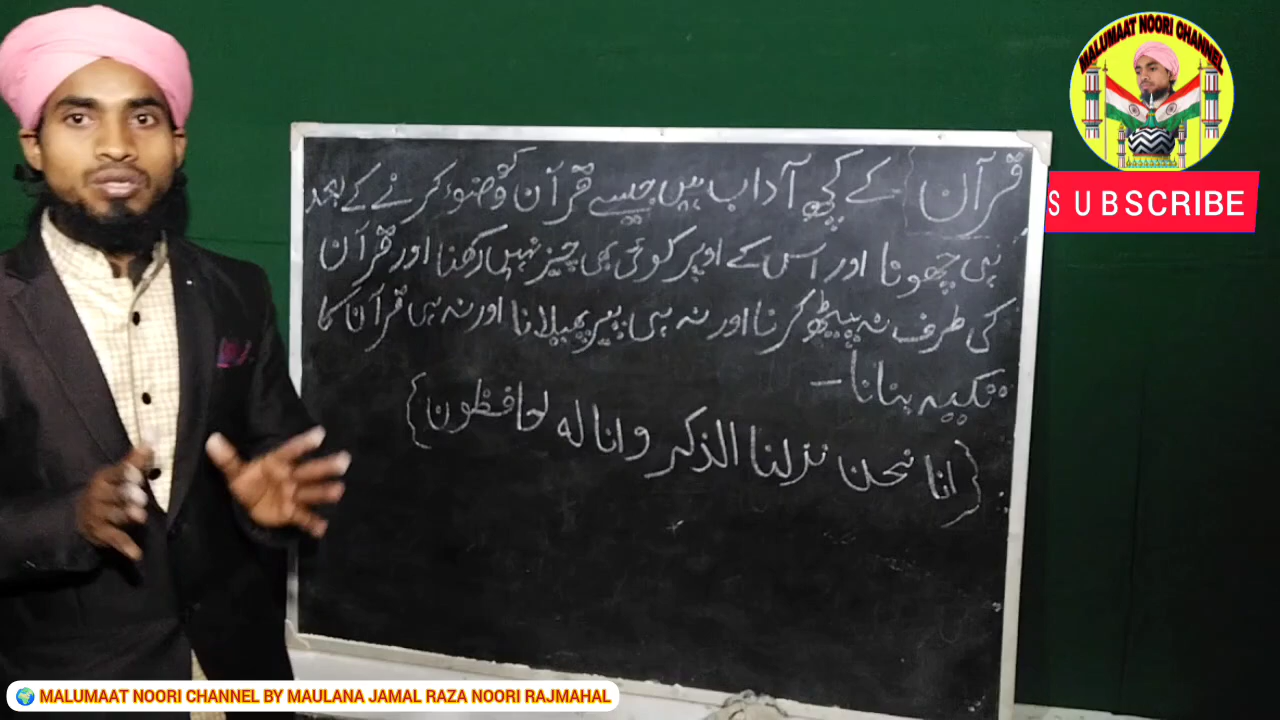 قرآن } کے کچھ آداب ہیں جیسے قرآن کو وضو کرنے کے بعد
ہی چھونا اور اس کے اوپر کوئی بھی چیز نہیں رکھنا اور قرآن
کی طرف نہ پیٹھ کرنا اور نہ ہی پیر پھیلانا اور نہ ہی قرآن کا
تکیہ بنانا۔
{انا نحن نزلنا الذکر وانا له لحافظون}
MALUMAAT NOORI CHANNEL
SUBSCRIBE
MALUMAAT NOORI CHANNEL BY MAULANA JAMAL RAZA NOORI RAJMAHAL